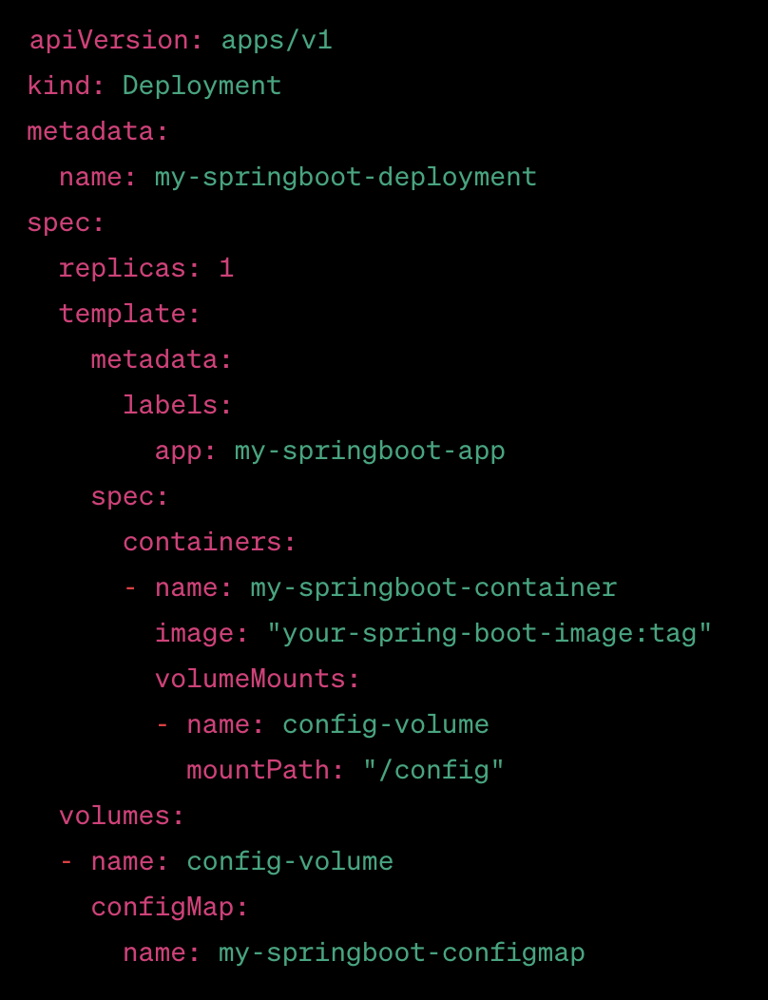 apiVersion: apps/v1
kind: Deployment
metadata:
  name: my-springboot-deployment
spec:
  replicas: 1
  template:
    metadata:
      labels:
        app: my-springboot-app
    spec:
      containers:
      - name: my-springboot-container
        image: "your-spring-boot-image:tag"
        volumeMounts:
        - name: config-volume
          mountPath: "/config"
  volumes:
  - name: config-volume
    configMap:
      name: my-springboot-configmap